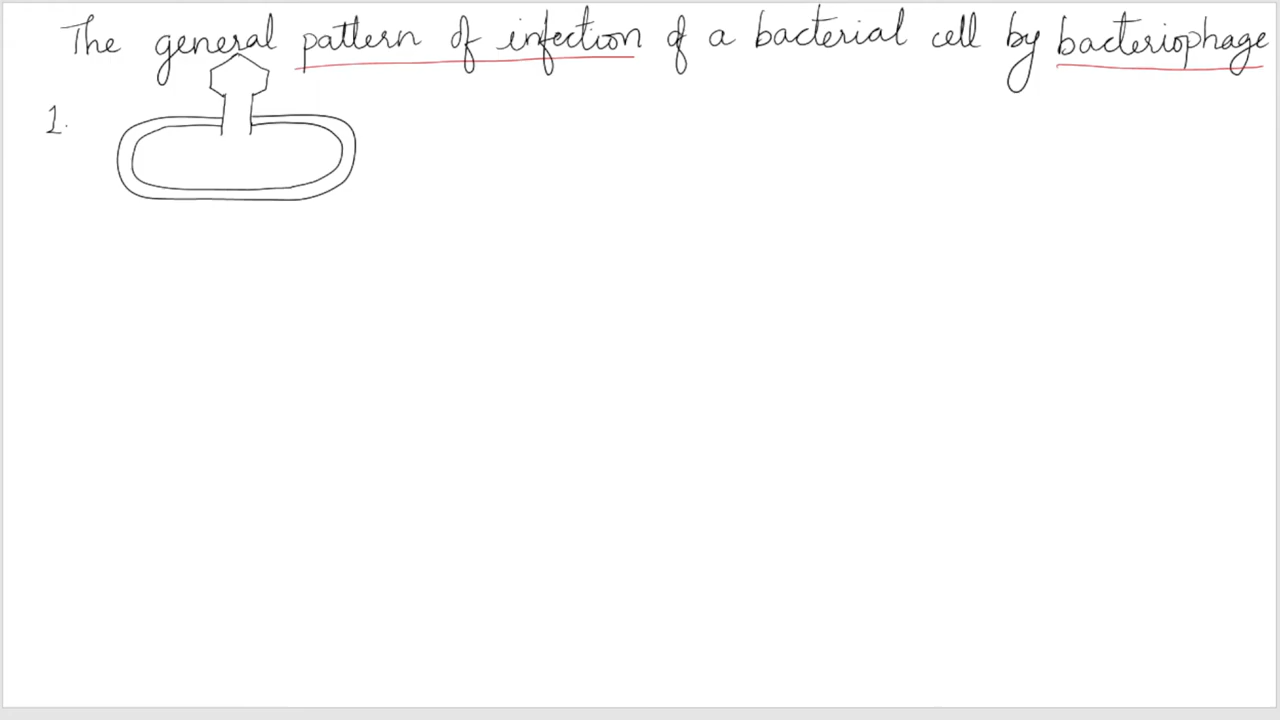 The general pattern of infection of a bacterial cell by bacteriophage
1.